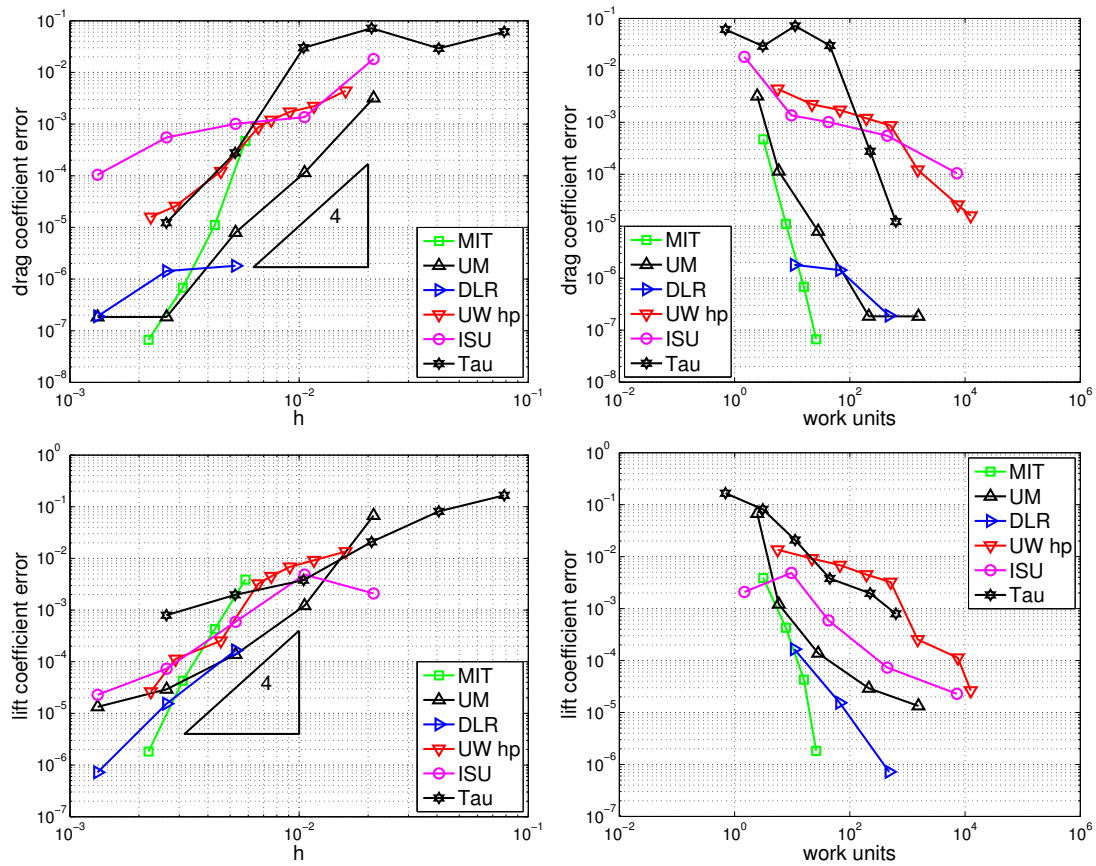 10^-1
10^-2
10^-3
10^-4
10^-5
10^-6
10^-7
10^-8
drag coefficient error
4
MIT
UM
DLR
UW hp
ISU
Tau
10^-3
10^-2
10^-1
h
10^-1
10^-2
10^-3
10^-4
10^-5
10^-6
10^-7
10^-8
drag coefficient error
MIT
UM
DLR
UW hp
ISU
Tau
10^-2
10^0
10^2
10^4
10^6
work units
10^0
10^-1
10^-2
10^-3
10^-4
10^-5
10^-6
10^-7
lift coefficient error
4
MIT
UM
DLR
UW hp
ISU
Tau
10^-3
10^-2
10^-1
h
10^0
10^-1
10^-2
10^-3
10^-4
10^-5
10^-6
10^-7
lift coefficient error
MIT
UM
DLR
UW hp
ISU
Tau
10^-2
10^0
10^2
10^4
10^6
work units